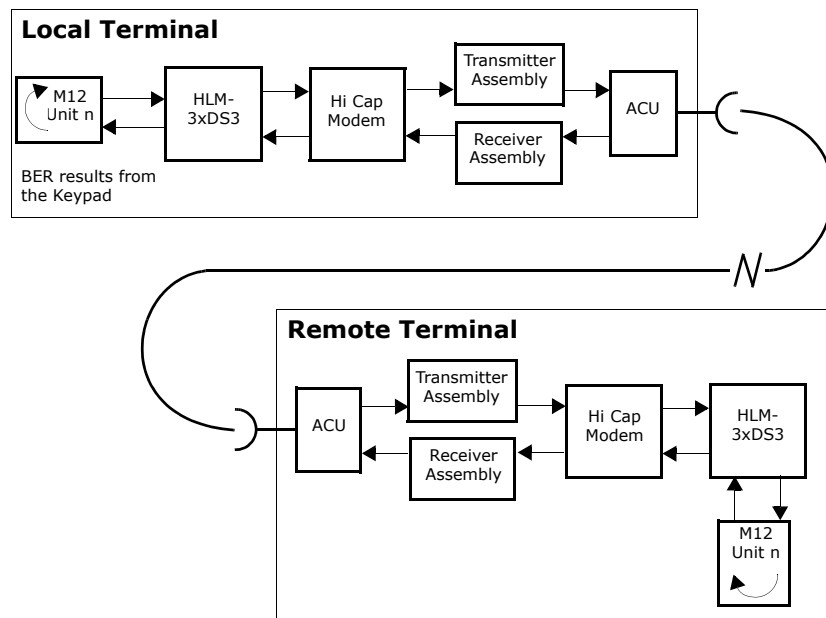 Local Terminal
M12
Unit n
HLM-
3xDS3
Hi Cap
Modem
Transmitter
Assembly
Receiver
Assembly
ACU
BER results from
the Keypad
Remote Terminal
ACU
Transmitter
Assembly
Receiver
Assembly
Hi Cap
Modem
HLM-
3xDS3
M12
Unit n